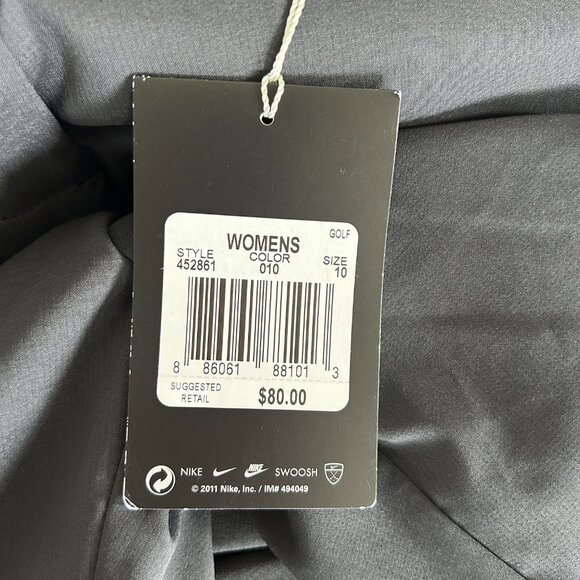 WOMENS GOLF
STYLE COLOR SIZE
452861 010 10
8 86061 88101 3
SUGGESTED
RETAIL $80.00
NIKE NIKE SWOOSH
© 2011 Nike, Inc. / IM# 494049